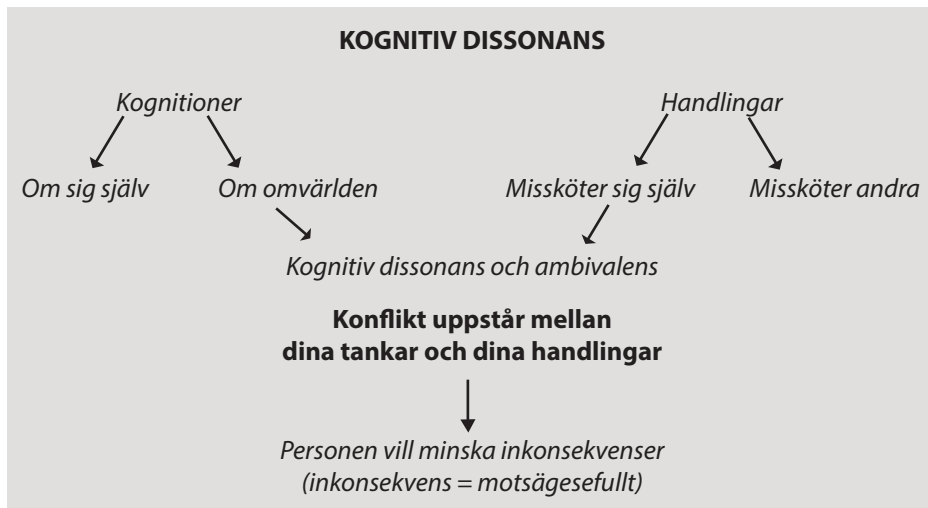 KOGNITIV DISSONANS
Kognitioner
Handlingar
Om sig själv
Om omvärlden
Missköter sig själv
Missköter andra
Kognitiv dissonans och ambivalens
Konflikt uppstår mellan
dina tankar och dina handlingar
Personen vill minska inkonsekvenser
(inkonsekvens = motsägesefullt)